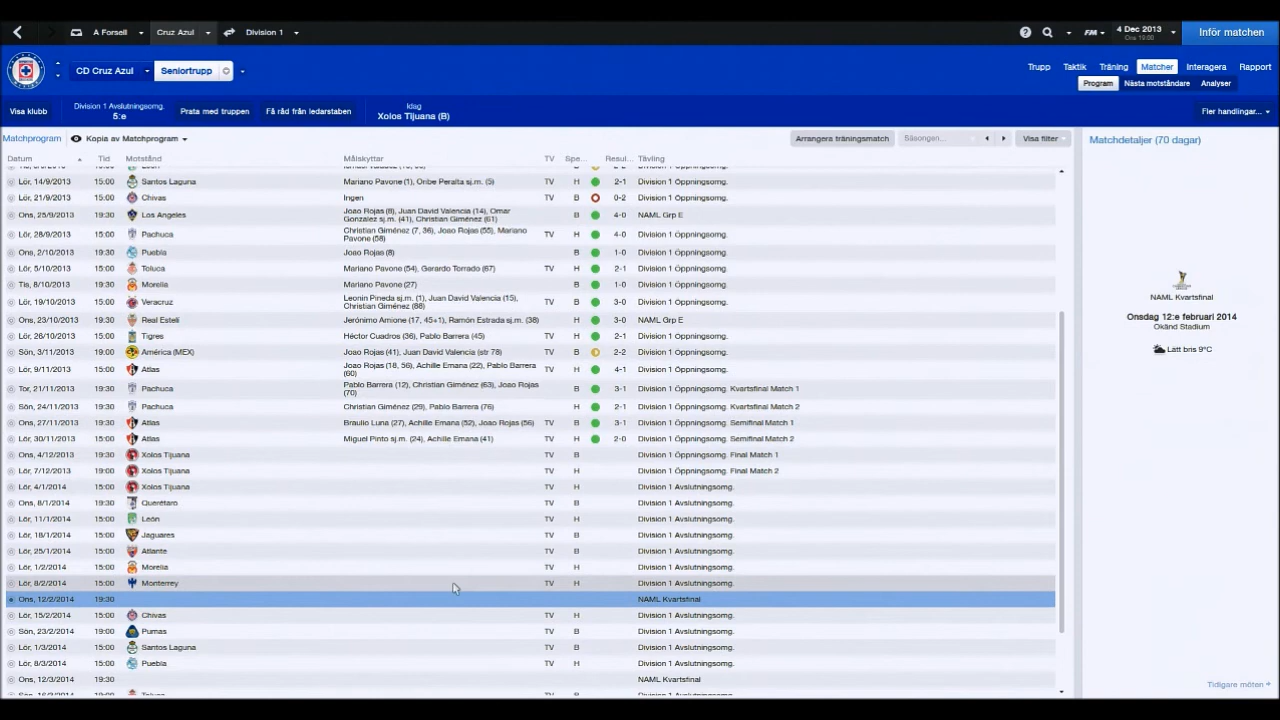 A Forsell Cruz Azul Division 1 FM 4 Dec 2013 Ons 19:00 Inför matchen
CD Cruz Azul Seniortrupp Trupp Taktik Träning Matcher Interagera Rapport
Program Nästa motståndare Analyser
Visa klubb Division 1 Avslutningsomg. 5:e Prata med truppen Få råd från ledarstaben Idag Xolos Tijuana (B) Fler handlingar...
Matchprogram Kopia av Matchprogram Arrangera träningsmatch Säsongen... Visa filter Matchdetaljer (70 dagar)
Datum Tid Motstånd Målskyttar TV Spe... Resul... Tävling
Lör, 14/9/2013 15:00 Santos Laguna Mariano Pavone (1), Oribe Peralta sj.m. (5) TV H 2-1 Division 1 Öppningsomg.
Lör, 21/9/2013 15:00 Chivas Ingen TV B 0-2 Division 1 Öppningsomg.
Ons, 25/9/2013 19:30 Los Angeles Joao Rojas (8), Juan David Valencia (14), Omar Gonzalez sj.m. (41), Christian Giménez (61) B 4-0 NAML Grp E
Lör, 28/9/2013 15:00 Pachuca Christian Giménez (7, 36), Joao Rojas (55), Mariano Pavone (58) TV H 4-0 Division 1 Öppningsomg.
Ons, 2/10/2013 19:30 Puebla Joao Rojas (8) B 1-0 Division 1 Öppningsomg.
Lör, 5/10/2013 15:00 Toluca Mariano Pavone (54), Gerardo Torrado (67) TV H 2-1 Division 1 Öppningsomg.
Tis, 8/10/2013 19:30 Morelia Mariano Pavone (27) B 1-0 Division 1 Öppningsomg.
Lör, 19/10/2013 15:00 Veracruz Leonin Pineda sj.m. (1), Juan David Valencia (15), Christian Giménez (88) TV B 3-0 Division 1 Öppningsomg.
Ons, 23/10/2013 19:30 Real Estelí Jerónimo Amione (17, 45+1), Ramón Estrada sj.m. (38) H 3-0 NAML Grp E
Lör, 26/10/2013 15:00 Tigres Héctor Cuadros (36), Pablo Barrera (45) TV H 2-1 Division 1 Öppningsomg.
Sön, 3/11/2013 19:00 América (MEX) Joao Rojas (41), Juan David Valencia (str 78) TV B 2-2 Division 1 Öppningsomg.
Lör, 9/11/2013 15:00 Atlas Joao Rojas (18, 56), Achille Emana (22), Pablo Barrera (60) TV H 4-1 Division 1 Öppningsomg.
Tor, 21/11/2013 19:30 Pachuca Pablo Barrera (12), Christian Giménez (63), Joao Rojas (70) B 3-1 Division 1 Öppningsomg. Kvartsfinal Match 1
Sön, 24/11/2013 19:00 Pachuca Christian Giménez (29), Pablo Barrera (76) H 2-1 Division 1 Öppningsomg. Kvartsfinal Match 2
Ons, 27/11/2013 19:30 Atlas Braulio Luna (27), Achille Emana (52), Joao Rojas (56) TV B 3-1 Division 1 Öppningsomg. Semifinal Match 1
Lör, 30/11/2013 15:00 Atlas Miguel Pinto sj.m. (24), Achille Emana (41) TV H 2-0 Division 1 Öppningsomg. Semifinal Match 2
Ons, 4/12/2013 19:30 Xolos Tijuana TV B Division 1 Öppningsomg. Final Match 1
Lör, 7/12/2013 19:00 Xolos Tijuana TV H Division 1 Öppningsomg. Final Match 2
Lör, 4/1/2014 15:00 Xolos Tijuana TV H Division 1 Avslutningsomg.
Ons, 8/1/2014 19:30 Querétaro TV B Division 1 Avslutningsomg.
Lör, 11/1/2014 15:00 León TV H Division 1 Avslutningsomg.
Lör, 18/1/2014 15:00 Jaguares TV B Division 1 Avslutningsomg.
Lör, 25/1/2014 15:00 Atlante TV B Division 1 Avslutningsomg.
Lör, 1/2/2014 15:00 Morelia TV H Division 1 Avslutningsomg.
Lör, 8/2/2014 15:00 Monterrey TV H Division 1 Avslutningsomg.
Ons, 12/2/2014 19:30 NAML Kvartsfinal
Lör, 15/2/2014 15:00 Chivas TV H Division 1 Avslutningsomg.
Sön, 23/2/2014 19:00 Pumas TV B Division 1 Avslutningsomg.
Lör, 1/3/2014 15:00 Santos Laguna TV B Division 1 Avslutningsomg.
Lör, 8/3/2014 15:00 Puebla TV H Division 1 Avslutningsomg.
Ons, 12/3/2014 19:30 NAML Kvartsfinal
NAML Kvartsfinal
Onsdag 12:e februari 2014
Okänd Stadium
Lätt bris 9°C
Tidigare möten